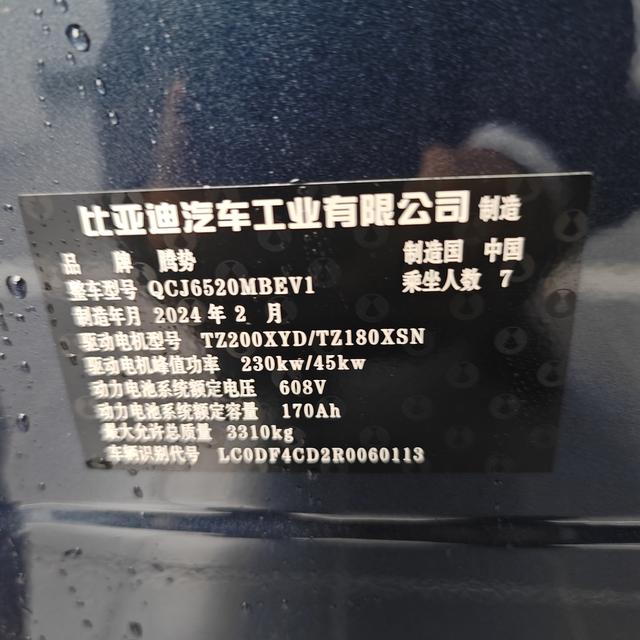 比亚迪汽车工业有限公司 制造
品 牌 腾势 制造国 中国
整车型号 QCJ6520MBEV1 乘坐人数 7
制造年月 2024 年 2 月
驱动电机型号 TZ200XYD/TZ180XSN
驱动电机峰值功率 230kw/45kw
动力电池系统额定电压 608V
动力电池系统额定容量 170Ah
最大允许总质量 3310kg
车辆识别代号 LC0DF4CD2R0060113